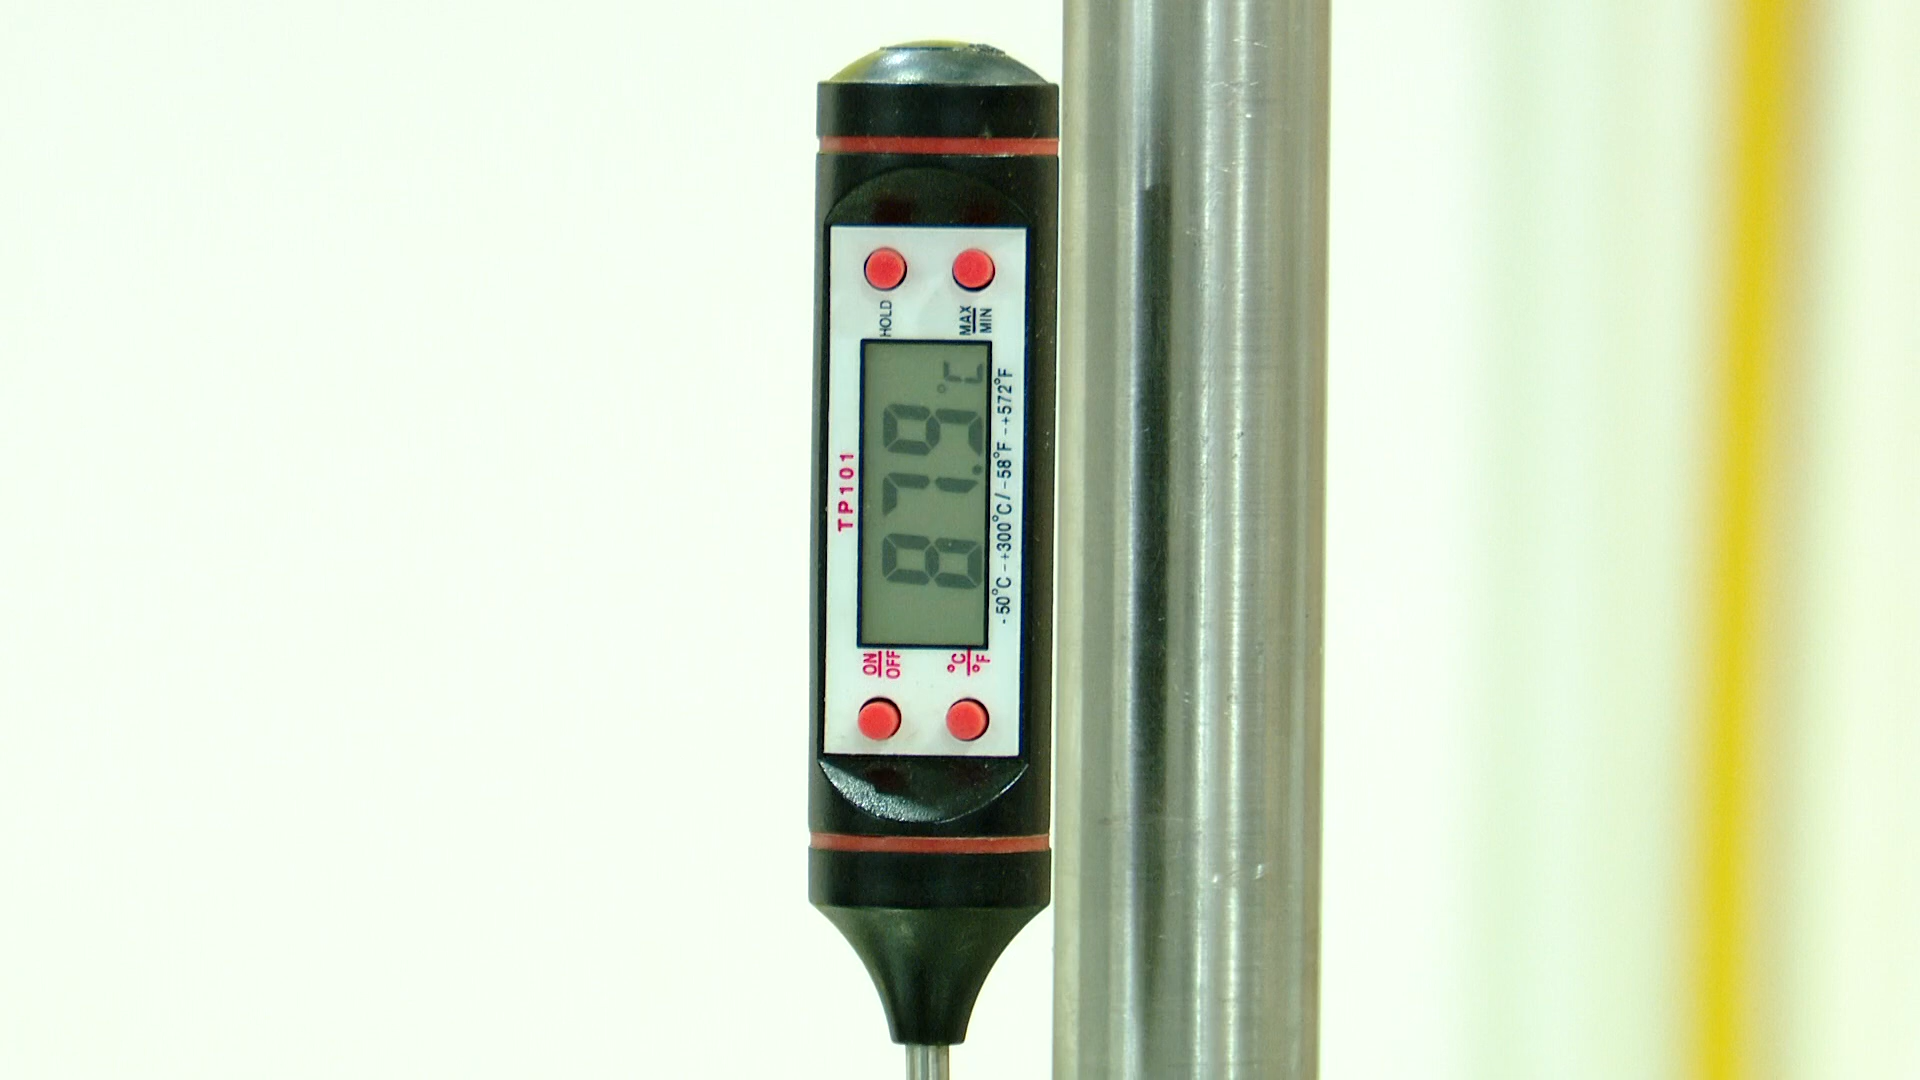 HOLD
MAX
MIN
87.9°C
TP101
-50°C-+300°C/-58°F-+572°F
ON
OFF
°C
°F